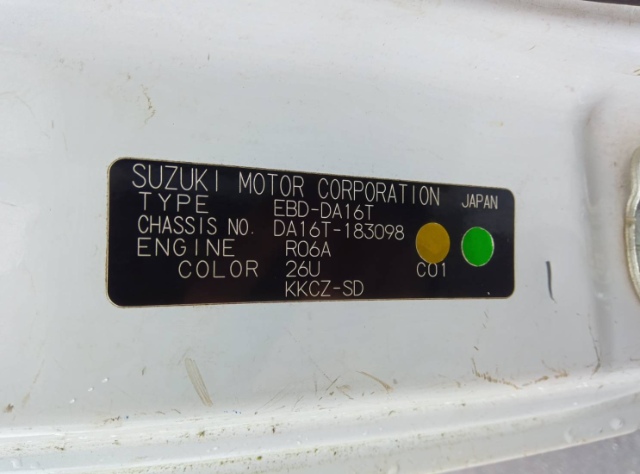 SUZUKI MOTOR CORPORATION JAPAN
TYPE EBD-DA16T
CHASSIS NO. DA16T-183098
ENGINE R06A
COLOR 26U C01
KKCZ-SD